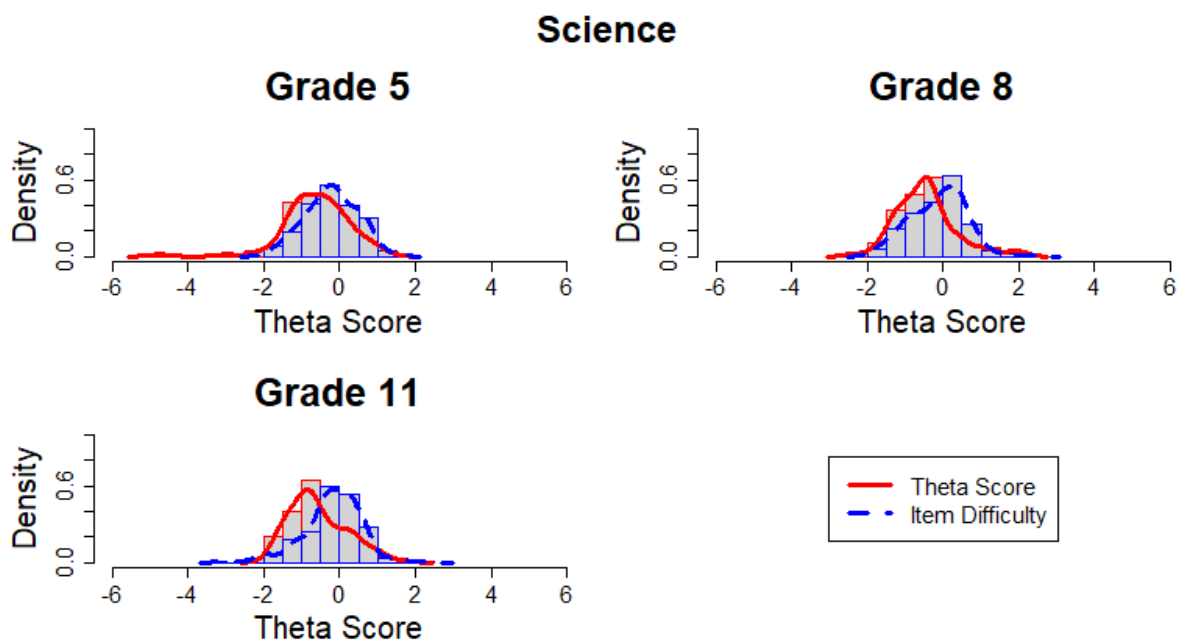 Science
Grade 5
Density
0.0 0.6
-6 -4 -2 0 2 4 6
Theta Score
Grade 8
Density
0.0 0.6
-6 -4 -2 0 2 4 6
Theta Score
Grade 11
Density
0.0 0.6
-6 -4 -2 0 2 4 6
Theta Score
Theta Score
Item Difficulty